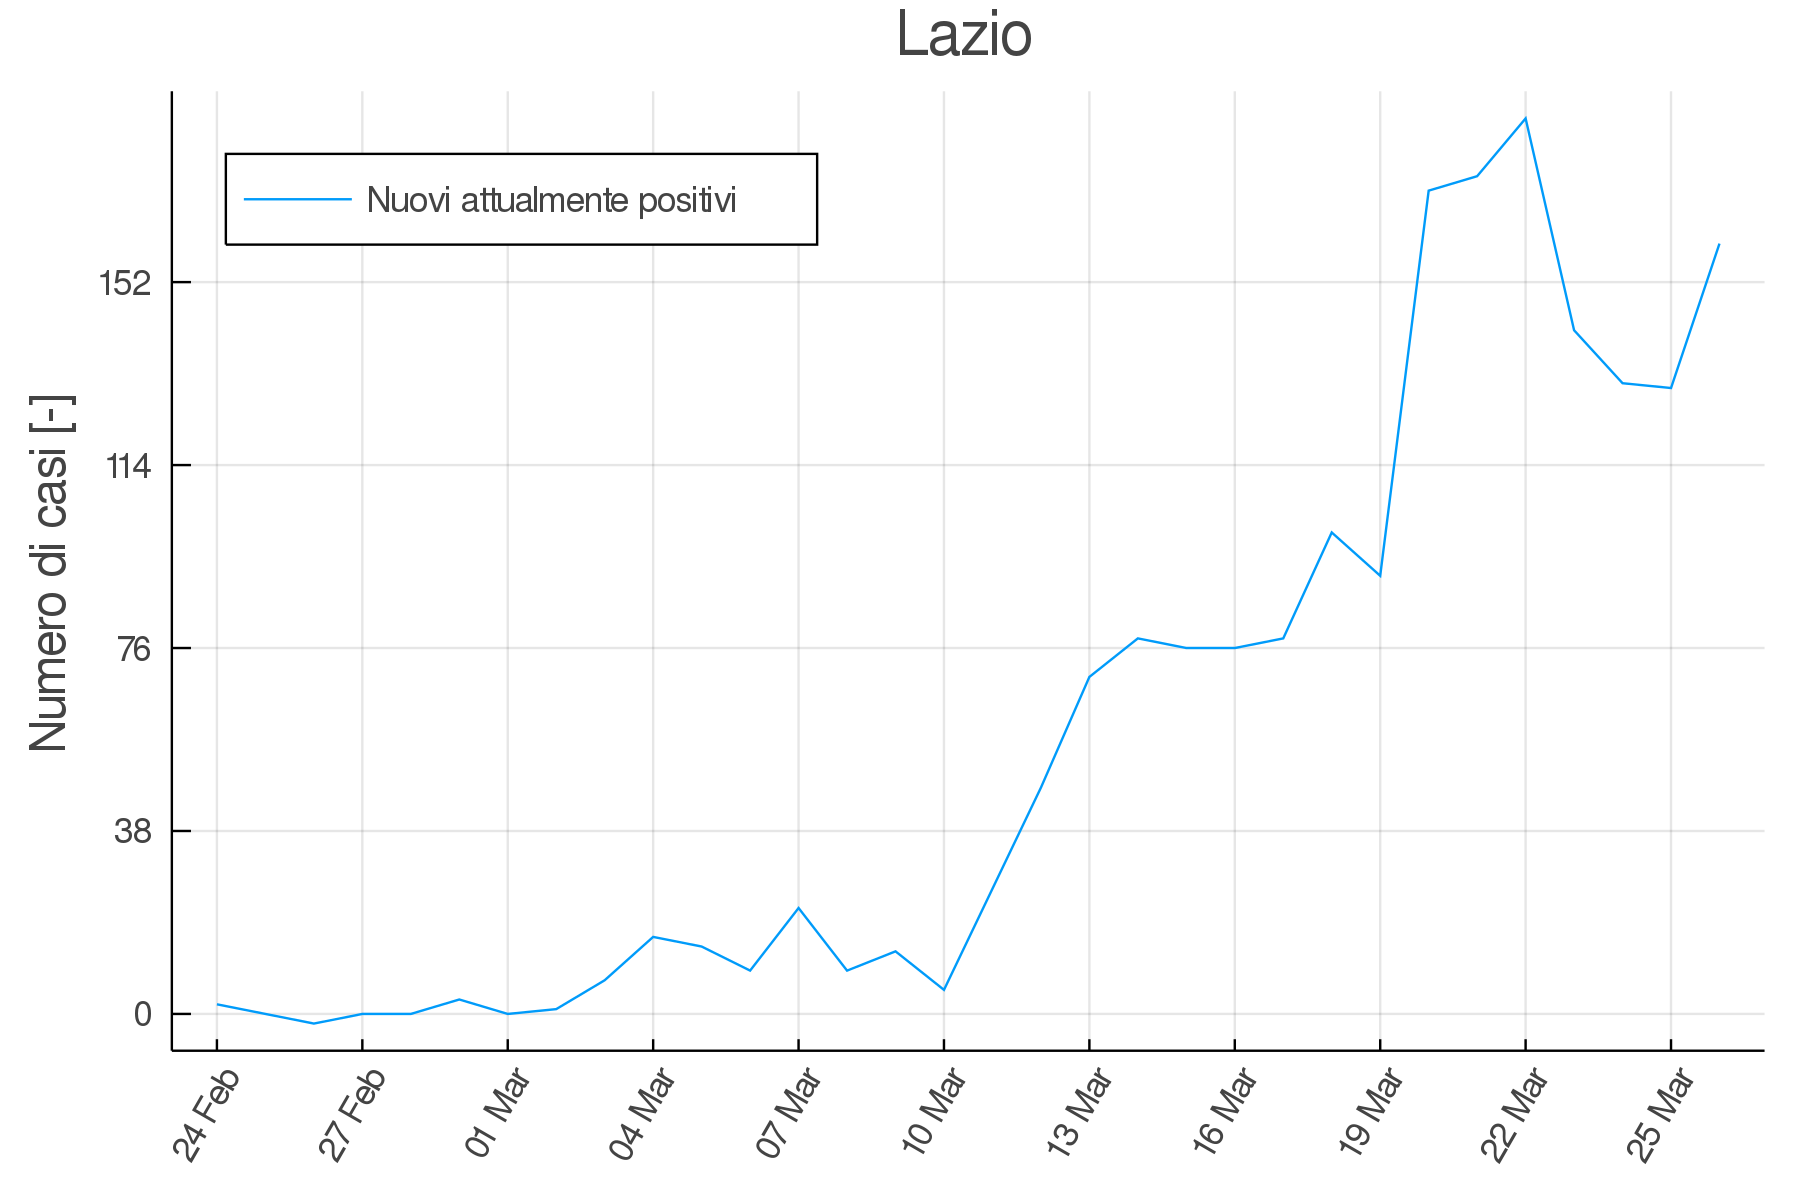 Lazio
Nuovi attualmente positivi
Numero di casi [-]
152
114
76
38
0
24 Feb
27 Feb
01 Mar
04 Mar
07 Mar
10 Mar
13 Mar
16 Mar
19 Mar
22 Mar
25 Mar